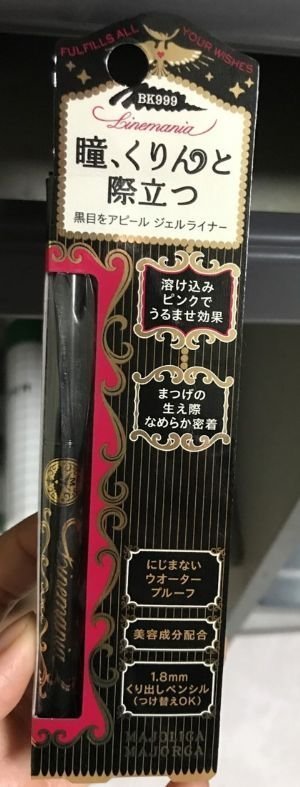 FULFILLS ALL YOUR WISHES
BK999
Linemania
瞳、くりんと
際立つ
黒目をアピール ジェルライナー
溶け込み
ピンクで
うるませ効果
まつげの
生え際
なめらか密着
にじまない
ウオーター
プルーフ
美容成分配合
1.8mm
くり出しペンシル
(つけ替えOK)
MAJOLICA
MAJORCA
Linemania